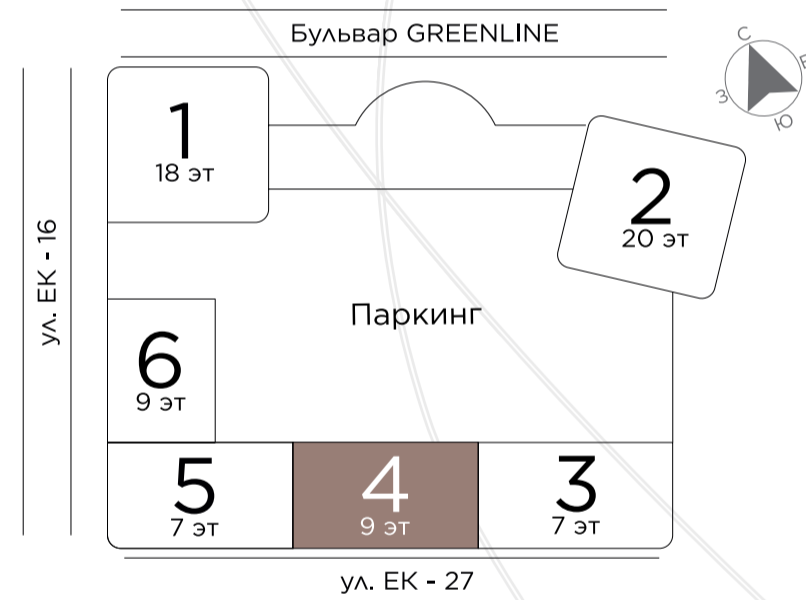 Бульвар GREENLINE
С
В
З
Ю
1
18 эт
2
20 эт
ул. ЕК - 16
Паркинг
6
9 эт
5
7 эт
4
9 эт
3
7 эт
ул. ЕК - 27